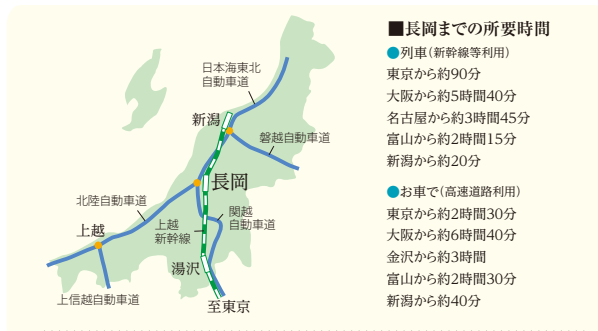 日本海東北
自動車道
新潟
磐越自動車道
長岡
北陸自動車道
上越
上越
新幹線
関越
自動車道
湯沢
上信越自動車道
至東京
■長岡までの所要時間
●列車（新幹線等利用）
東京から約90分
大阪から約5時間40分
名古屋から約3時間45分
富山から約2時間15分
新潟から約20分
●お車で（高速道路利用）
東京から約2時間30分
大阪から約6時間40分
金沢から約3時間
富山から約2時間30分
新潟から約40分